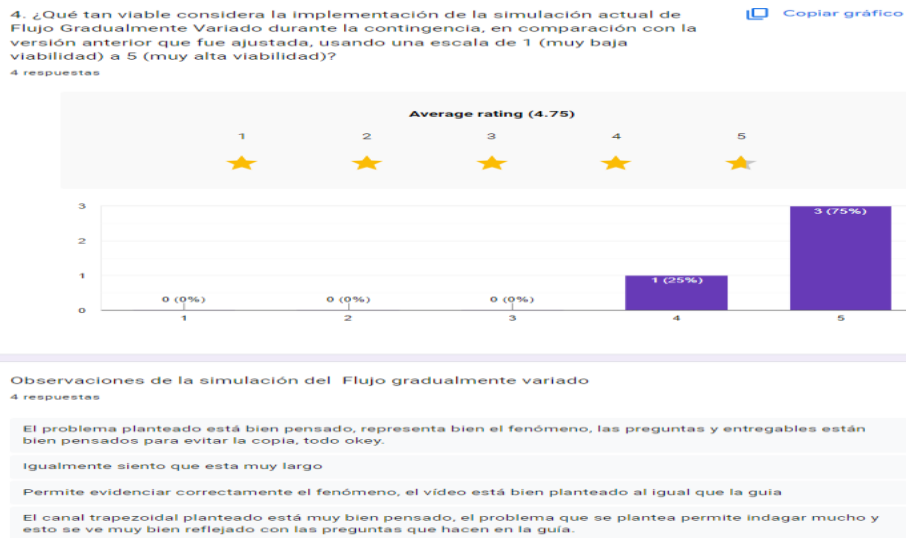 4. ¿Qué tan viable considera la implementación de la simulación actual de
Flujo Gradualmente Variado durante la contingencia, en comparación con la
versión anterior que fue ajustada, usando una escala de 1 (muy baja
viabilidad) a 5 (muy alta viabilidad)?
Copiar gráfico
4 respuestas
Average rating (4.75)
1 2 3 4 5
3
2
1
0
0 (0%) 0 (0%) 0 (0%) 1 (25%) 3 (75%)
1 2 3 4 5
Observaciones de la simulación del Flujo gradualmente variado
4 respuestas
El problema planteado está bien pensado, representa bien el fenómeno, las preguntas y entregables están
bien pensados para evitar la copia, todo okey.
Igualmente siento que esta muy largo
Permite evidenciar correctamente el fenómeno, el vídeo está bien planteado al igual que la guia
El canal trapezoidal planteado está muy bien pensado, el problema que se plantea permite indagar mucho y
esto se ve muy bien reflejado con las preguntas que hacen en la guía.